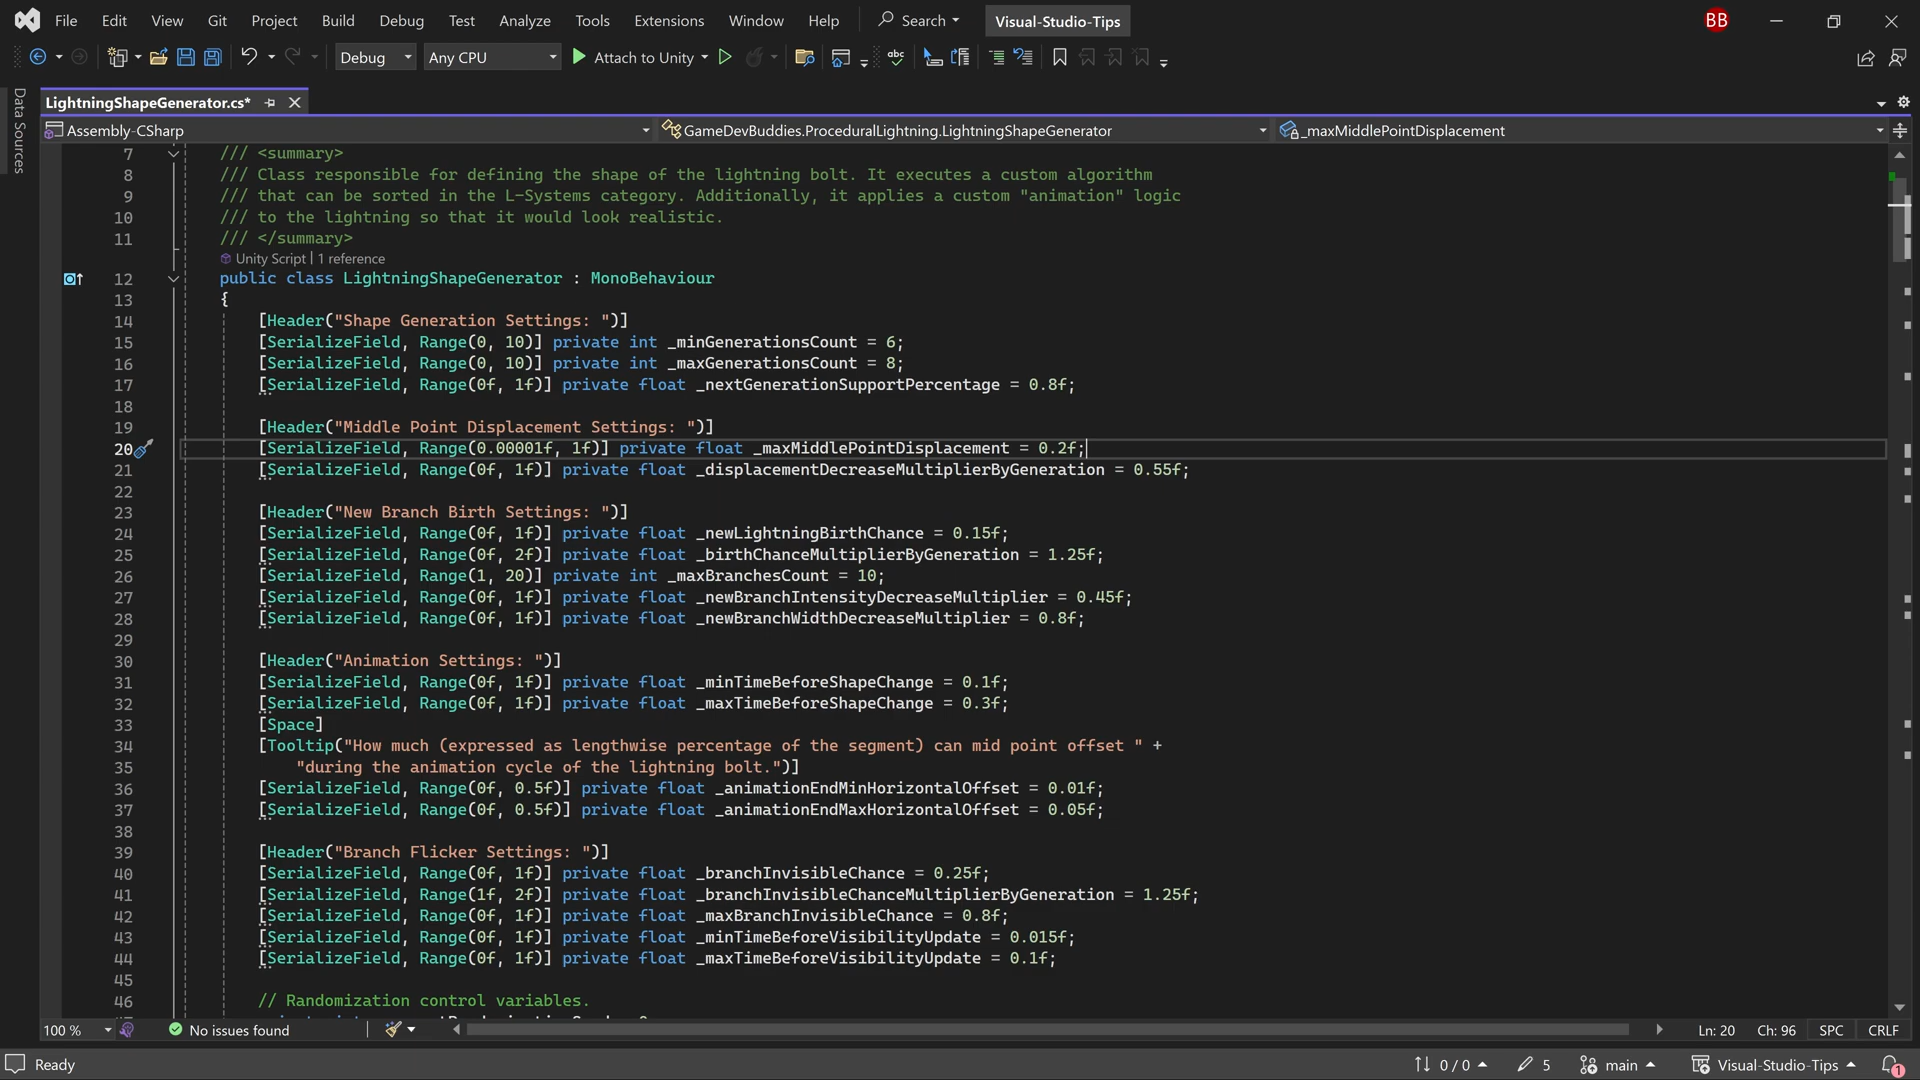 File Edit View Git Project Build Debug Test Analyze Tools Extensions Window Help Search Visual-Studio-Tips BB
Debug Any CPU Attach to Unity abc
Data Sources
LightningShapeGenerator.cs*
Assembly-CSharp GameDevBuddies.ProceduralLightning.LightningShapeGenerator _maxMiddlePointDisplacement
7 /// <summary>
8 /// Class responsible for defining the shape of the lightning bolt. It executes a custom algorithm
9 /// that can be sorted in the L-Systems category. Additionally, it applies a custom "animation" logic
10 /// to the lightning so that it would look realistic.
11 /// </summary>
Unity Script | 1 reference
12 public class LightningShapeGenerator : MonoBehaviour
13 {
14 [Header("Shape Generation Settings: ")]
15 [SerializeField, Range(0, 10)] private int _minGenerationsCount = 6;
16 [SerializeField, Range(0, 10)] private int _maxGenerationsCount = 8;
17 [SerializeField, Range(0f, 1f)] private float _nextGenerationSupportPercentage = 0.8f;
18
19 [Header("Middle Point Displacement Settings: ")]
20 [SerializeField, Range(0.00001f, 1f)] private float _maxMiddlePointDisplacement = 0.2f;
21 [SerializeField, Range(0f, 1f)] private float _displacementDecreaseMultiplierByGeneration = 0.55f;
22
23 [Header("New Branch Birth Settings: ")]
24 [SerializeField, Range(0f, 1f)] private float _newLightningBirthChance = 0.15f;
25 [SerializeField, Range(0f, 2f)] private float _birthChanceMultiplierByGeneration = 1.25f;
26 [SerializeField, Range(1, 20)] private int _maxBranchesCount = 10;
27 [SerializeField, Range(0f, 1f)] private float _newBranchIntensityDecreaseMultiplier = 0.45f;
28 [SerializeField, Range(0f, 1f)] private float _newBranchWidthDecreaseMultiplier = 0.8f;
29
30 [Header("Animation Settings: ")]
31 [SerializeField, Range(0f, 1f)] private float _minTimeBeforeShapeChange = 0.1f;
32 [SerializeField, Range(0f, 1f)] private float _maxTimeBeforeShapeChange = 0.3f;
33 [Space]
34 [Tooltip("How much (expressed as lengthwise percentage of the segment) can mid point offset " +
35 "during the animation cycle of the lightning bolt.")]
36 [SerializeField, Range(0f, 0.5f)] private float _animationEndMinHorizontalOffset = 0.01f;
37 [SerializeField, Range(0f, 0.5f)] private float _animationEndMaxHorizontalOffset = 0.05f;
38
39 [Header("Branch Flicker Settings: ")]
40 [SerializeField, Range(0f, 1f)] private float _branchInvisibleChance = 0.25f;
41 [SerializeField, Range(1f, 2f)] private float _branchInvisibleChanceMultiplierByGeneration = 1.25f;
42 [SerializeField, Range(0f, 1f)] private float _maxBranchInvisibleChance = 0.8f;
43 [SerializeField, Range(0f, 1f)] private float _minTimeBeforeVisibilityUpdate = 0.015f;
44 [SerializeField, Range(0f, 1f)] private float _maxTimeBeforeVisibilityUpdate = 0.1f;
45
46 // Randomization control variables.
100 % No issues found Ln: 20 Ch: 96 SPC CRLF
Ready 0 / 0 5 main Visual-Studio-Tips 1